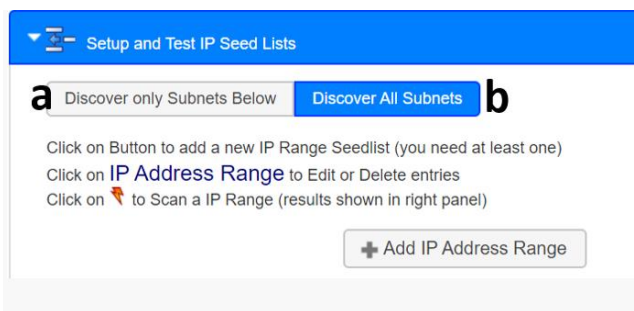 Setup and Test IP Seed Lists
a Discover only Subnets Below Discover All Subnets b
Click on Button to add a new IP Range Seedlist (you need at least one)
Click on IP Address Range to Edit or Delete entries
Click on to Scan a IP Range (results shown in right panel)
Add IP Address Range